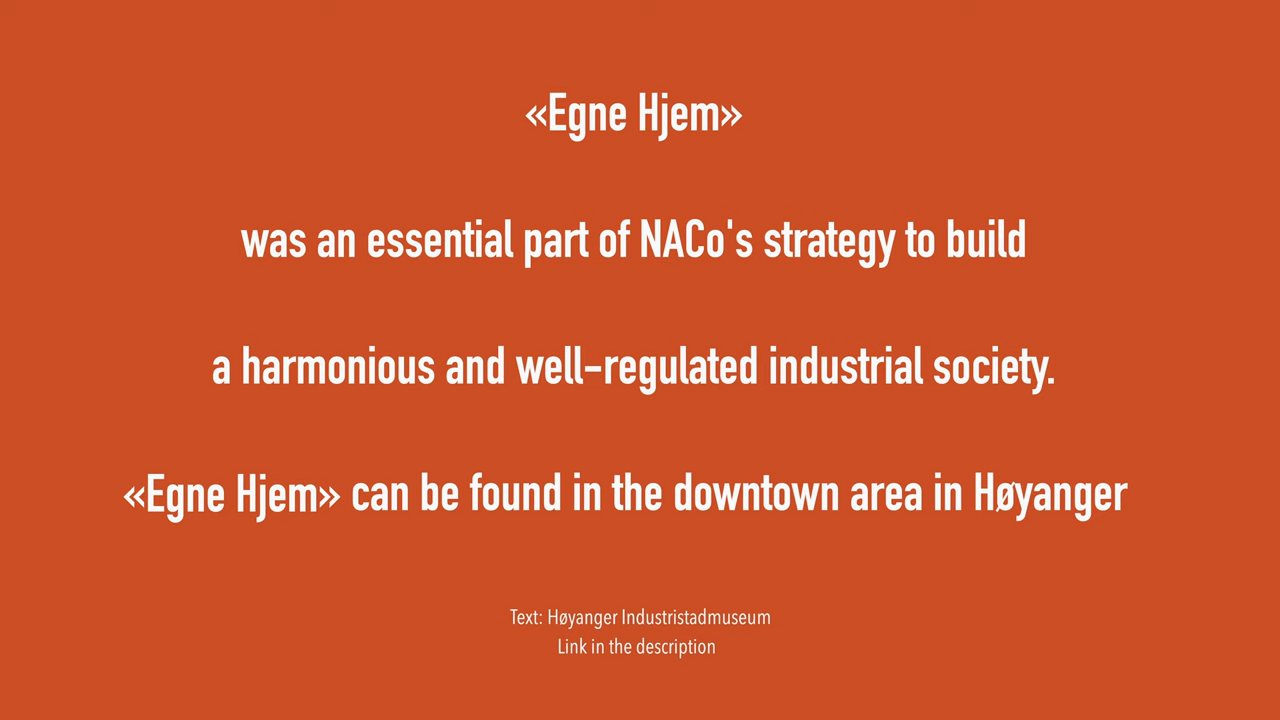 «Egne Hjem»
was an essential part of NACo's strategy to build
a harmonious and well-regulated industrial society.
«Egne Hjem» can be found in the downtown area in Høyanger
Text: Høyanger Industristadmuseum
Link in the description